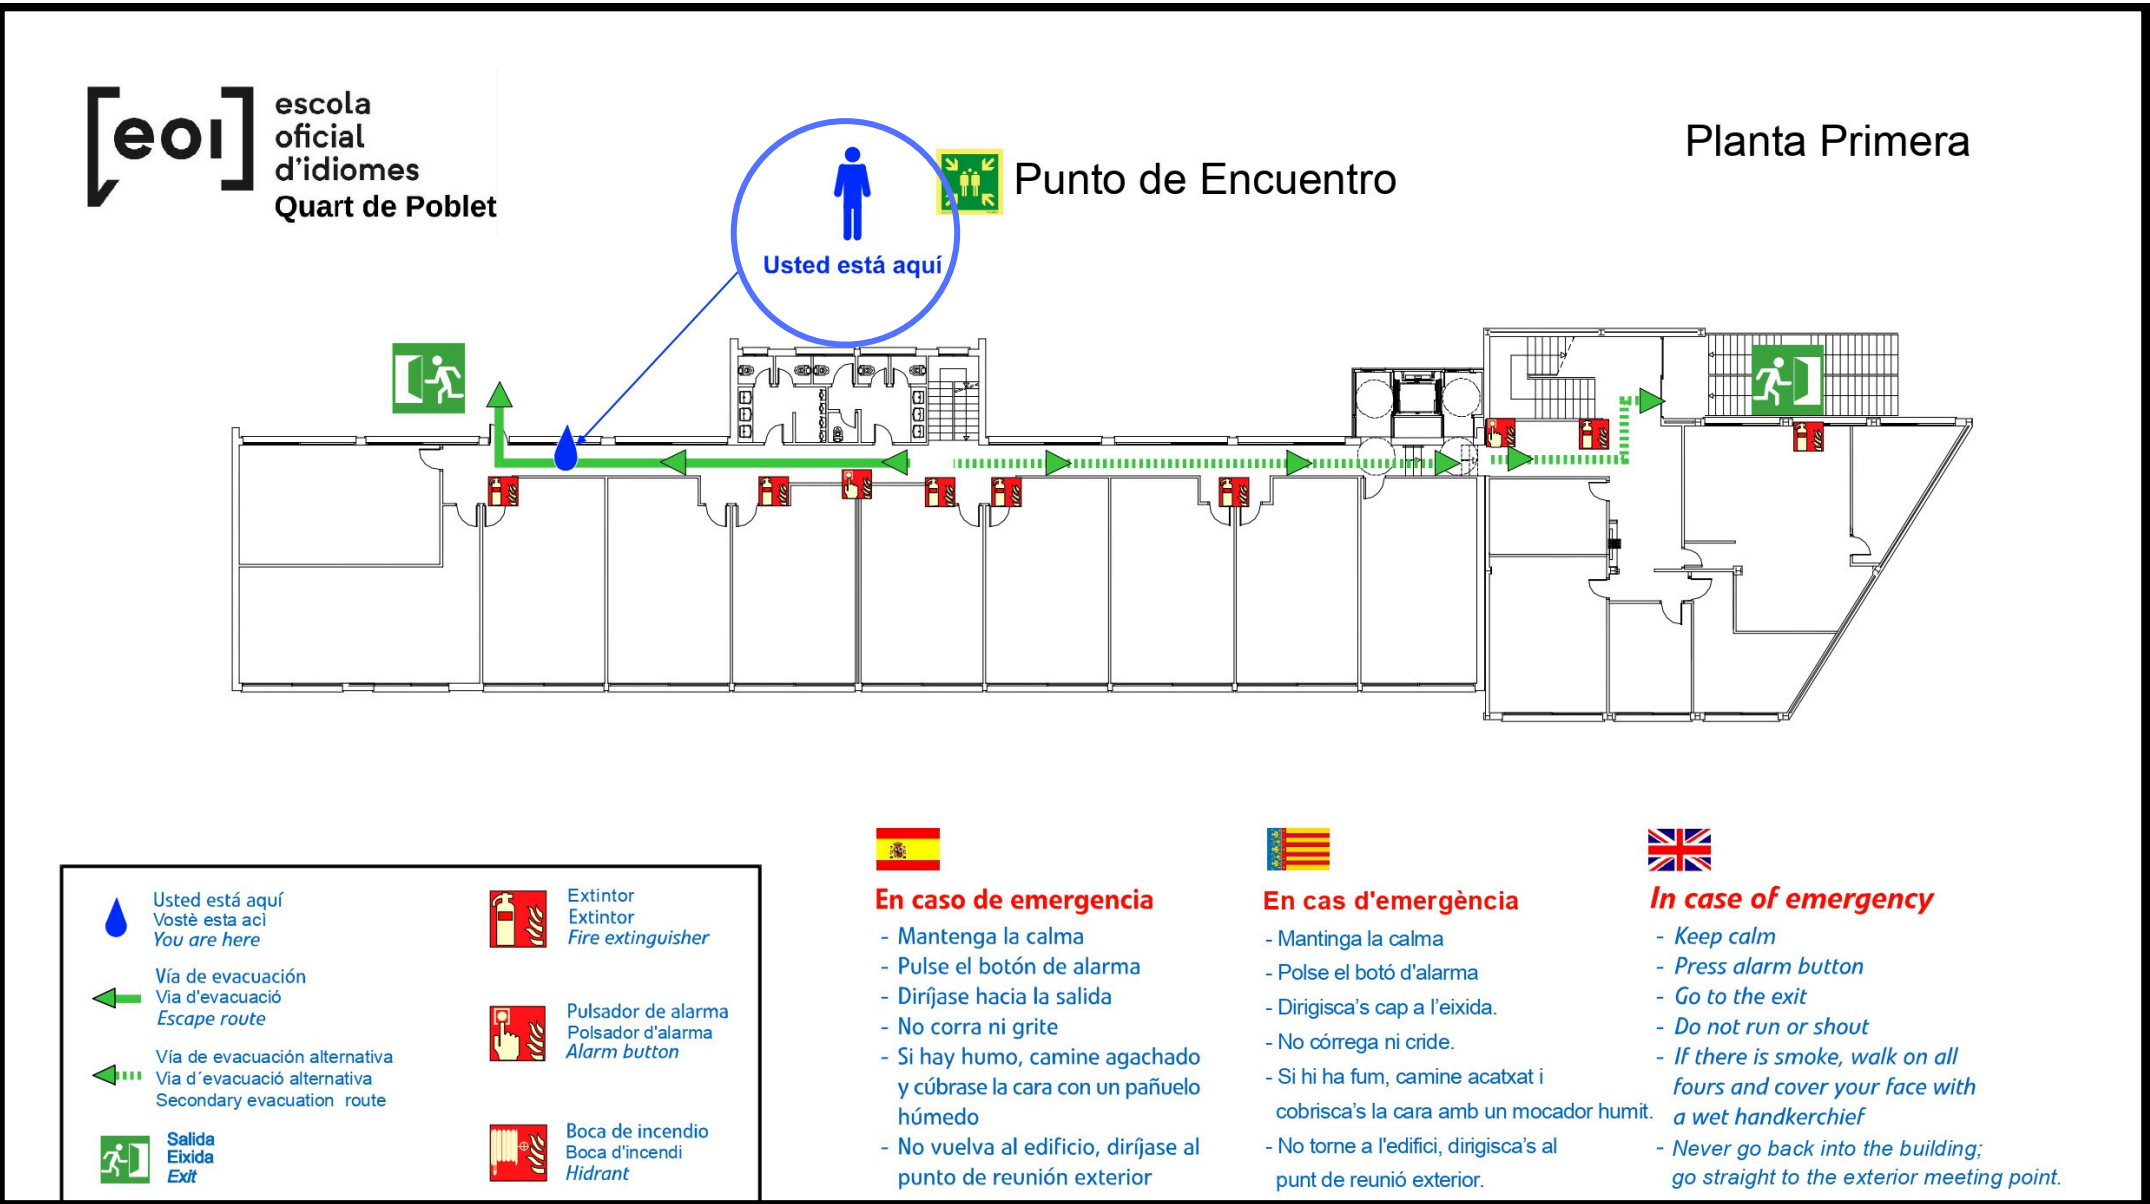 [eoi]
escola
oficial
d'idiomes
Quart de Poblet
Usted está aquí
Punto de Encuentro
Planta Primera
Usted está aquí
Vostè esta acì
You are here
Vía de evacuación
Via d'evacuació
Escape route
Vía de evacuación alternativa
Via d´evacuació alternativa
Secondary evacuation route
Salida
Eixida
Exit
Extintor
Extintor
Fire extinguisher
Pulsador de alarma
Polsador d'alarma
Alarm button
Boca de incendio
Boca d'incendi
Hidrant
En caso de emergencia
- Mantenga la calma
- Pulse el botón de alarma
- Diríjase hacia la salida
- No corra ni grite
- Si hay humo, camine agachado
y cúbrase la cara con un pañuelo
húmedo
- No vuelva al edificio, diríjase al
punto de reunión exterior
En cas d'emergència
- Mantinga la calma
- Polse el botó d'alarma
- Dirigisca's cap a l'eixida.
- No córrega ni cride.
- Si hi ha fum, camine acatxat i
cobrisca's la cara amb un mocador humit.
- No torne a l'edifici, dirigisca's al
punt de reunió exterior.
In case of emergency
- Keep calm
- Press alarm button
- Go to the exit
- Do not run or shout
- If there is smoke, walk on all
fours and cover your face with
a wet handkerchief
- Never go back into the building;
go straight to the exterior meeting point.